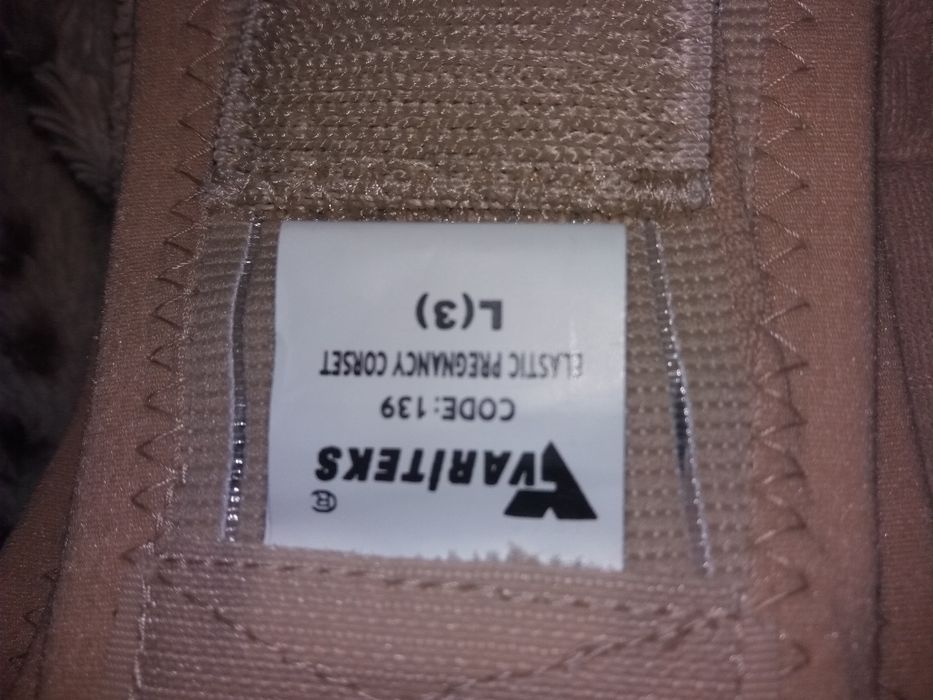 VARITEKS ®
CODE: 139
ELASTIC PREGNANCY CORSET
L(3)